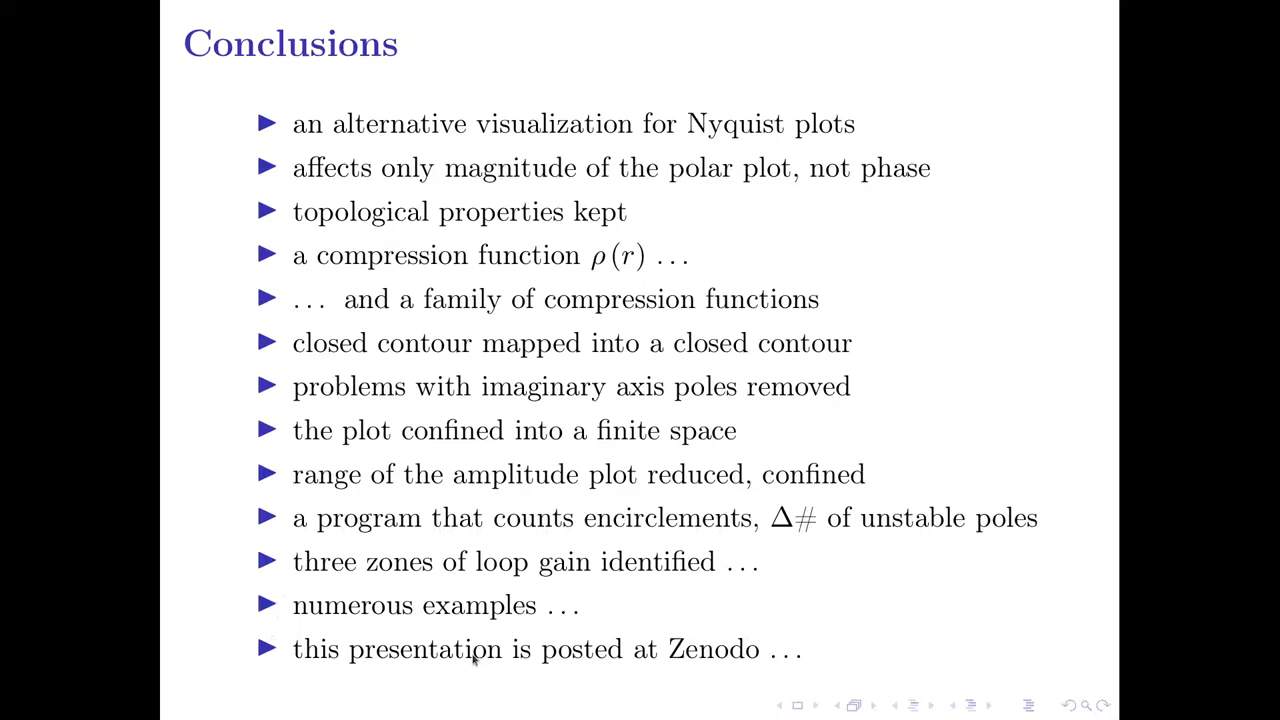 Conclusions
an alternative visualization for Nyquist plots
affects only magnitude of the polar plot, not phase
topological properties kept
a compression function ρ (r) ...
... and a family of compression functions
closed contour mapped into a closed contour
problems with imaginary axis poles removed
the plot confined into a finite space
range of the amplitude plot reduced, confined
a program that counts encirclements, Δ# of unstable poles
three zones of loop gain identified ...
numerous examples ...
this presentation is posted at Zenodo ...